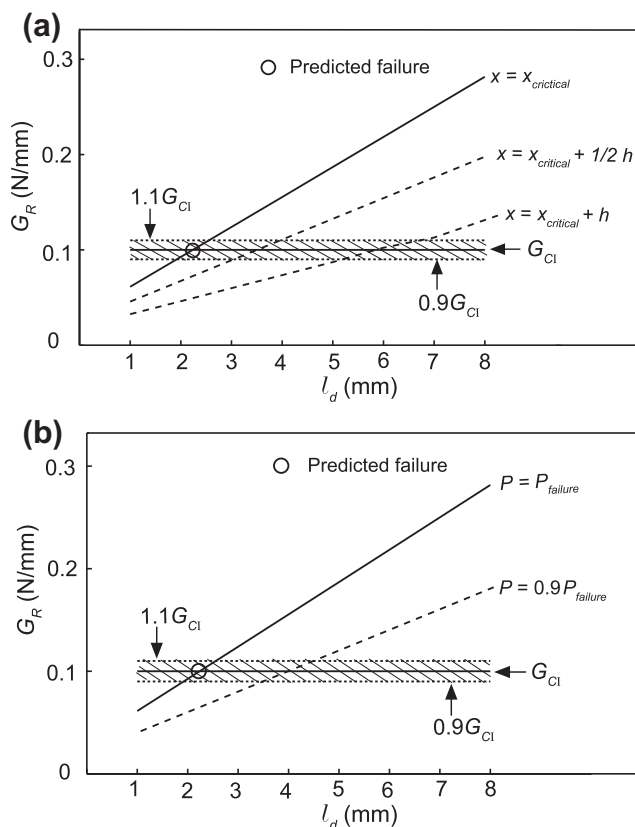 (a)
0.3
Predicted failure
x = x_crictical
0.2
x = x_critical + 1/2 h
1.1G_CI
x = x_critical + h
0.1
G_CI
0.9G_CI
0
G_R (N/mm)
1 2 3 4 5 6 7 8
ℓ_d (mm)
(b)
0.3
Predicted failure
P = P_failure
0.2
P = 0.9P_failure
1.1G_CI
0.1
G_CI
0.9G_CI
0
G_R (N/mm)
1 2 3 4 5 6 7 8
ℓ_d (mm)